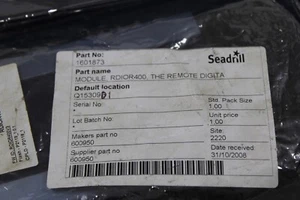 Part No:
Seadrill
1601873
Part name
MODULE, RDIOR400, THE REMOTE DIGITA
Default location
Serial No:
Std. Pack Size
*
1.00
Lot Batch No:
Unit price
*
1.00
Makers part no
Site:
600950
2220
Supplier part no
Date received
600950
31/10/2008